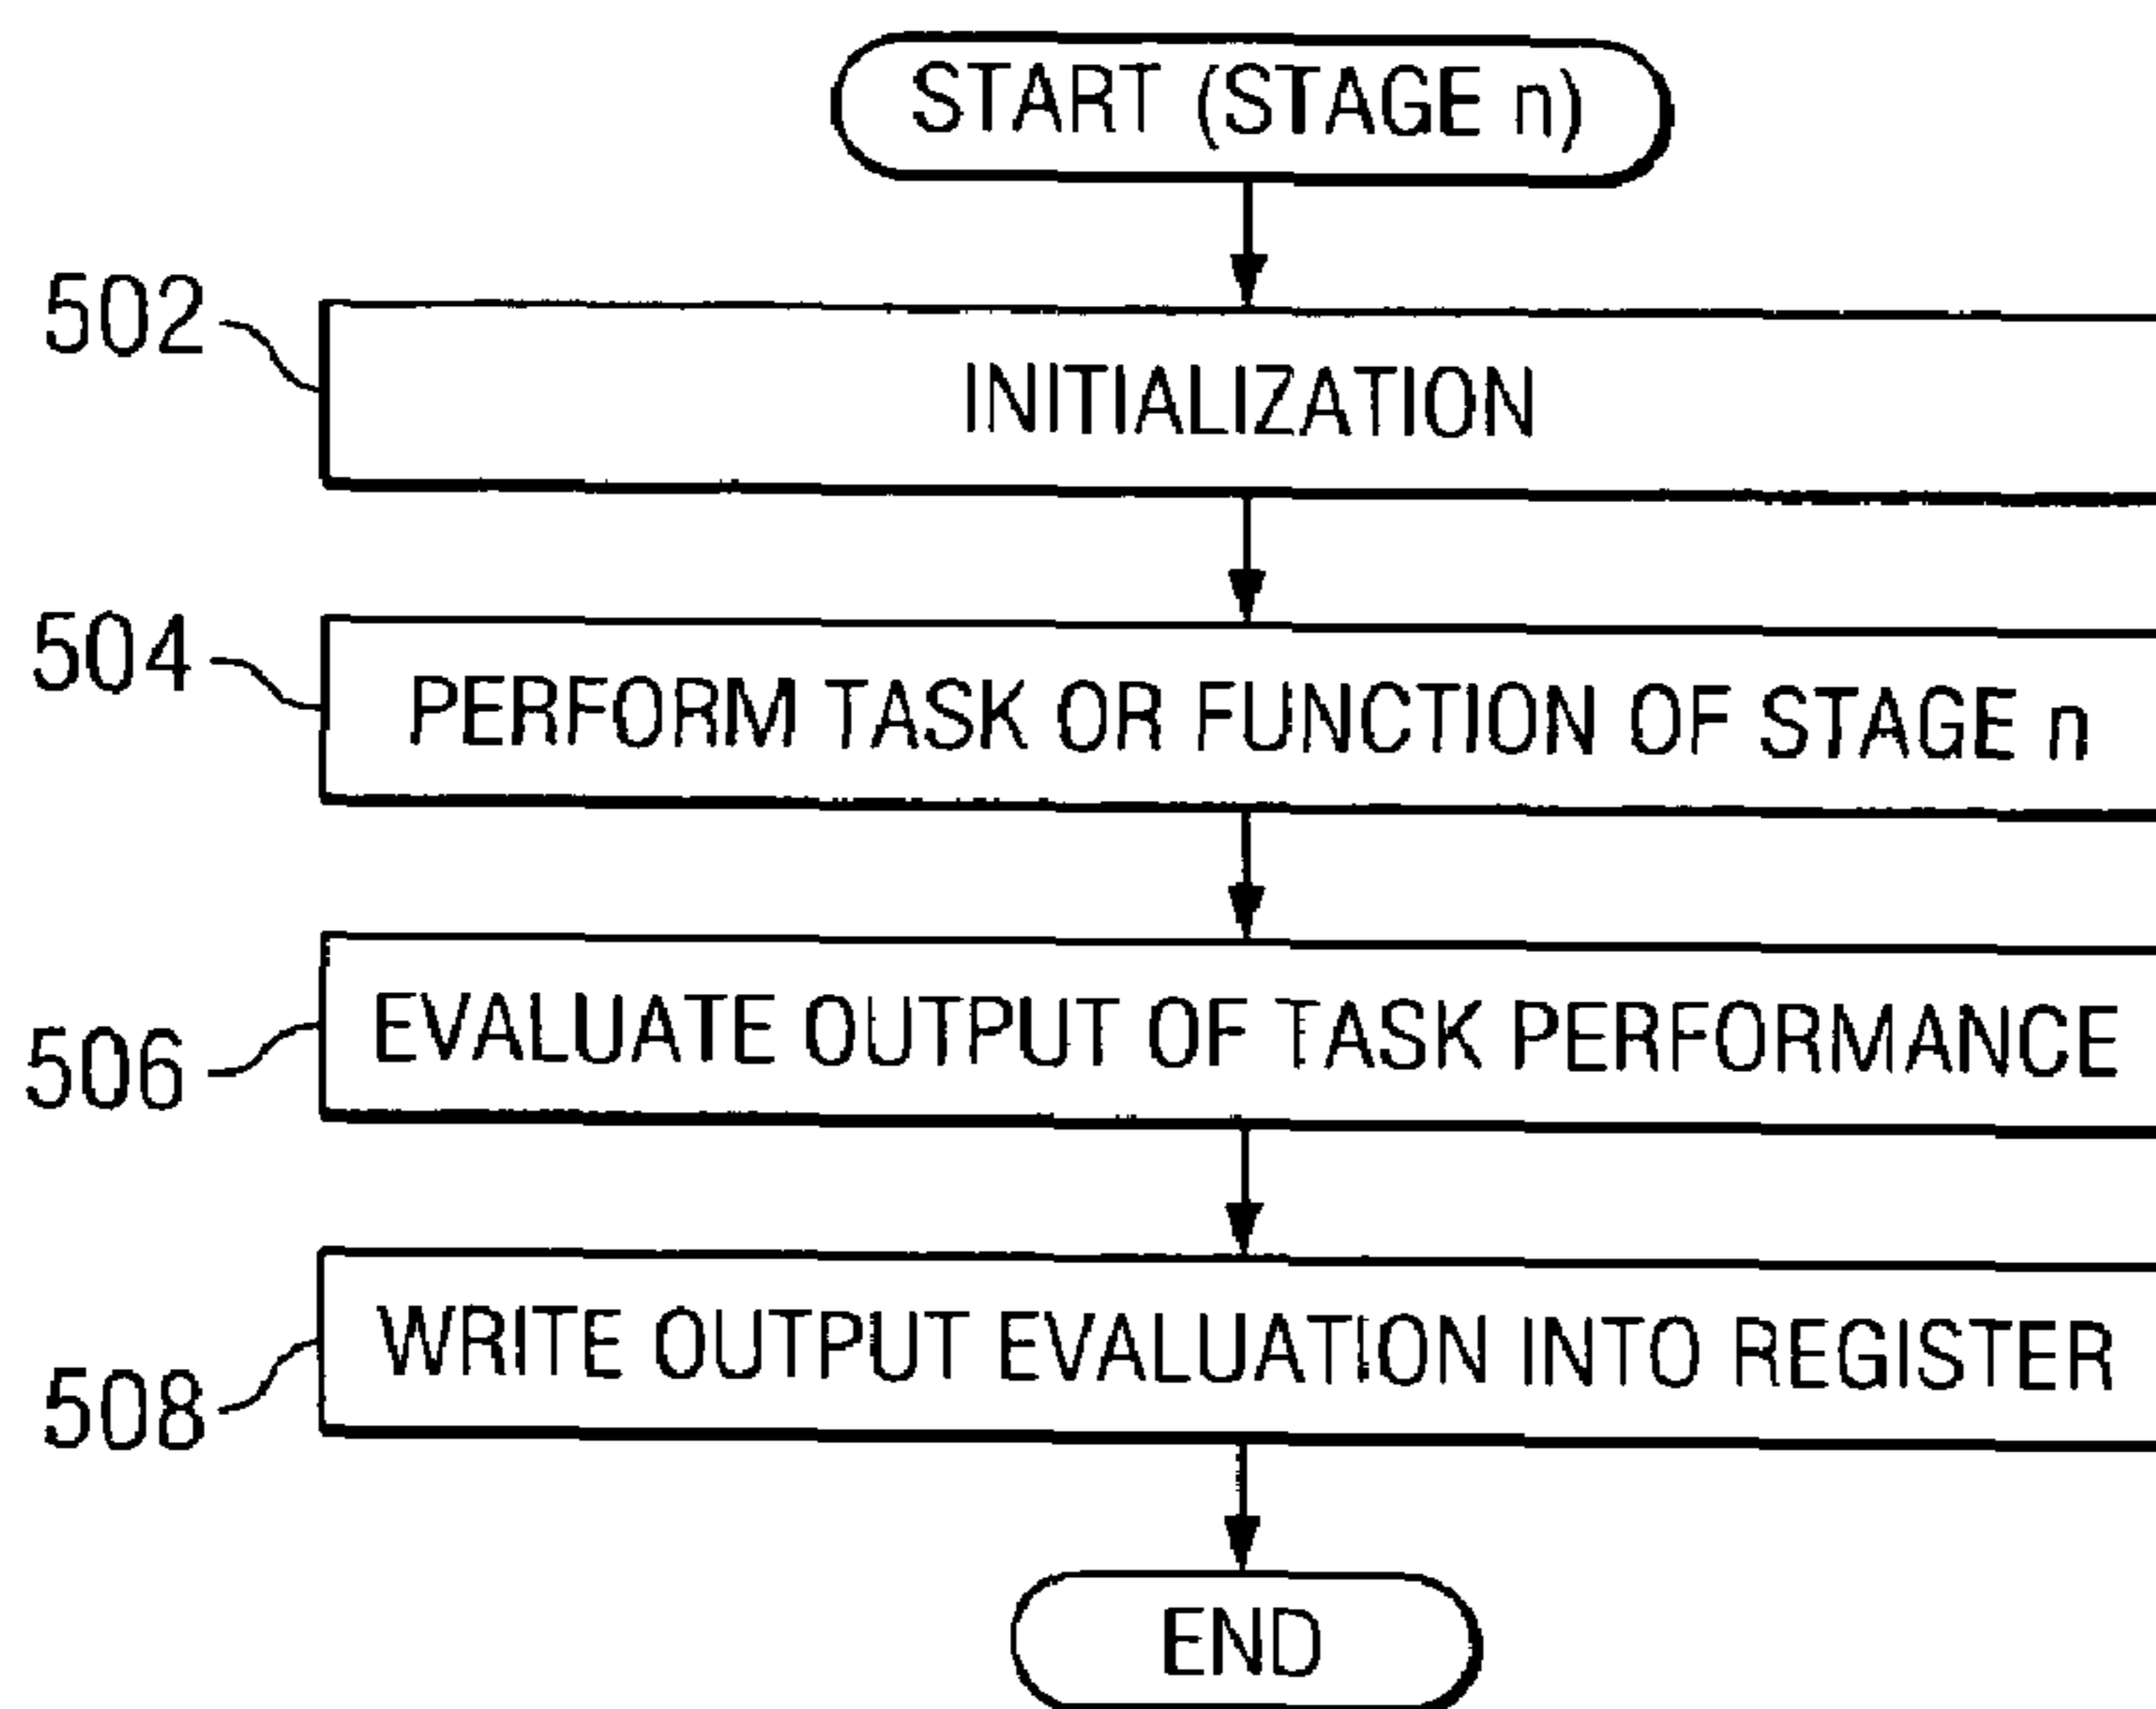 START (STAGE n)
502
INITIALIZATION
504
PERFORM TASK OR FUNCTION OF STAGE n
506
EVALUATE OUTPUT OF TASK PERFORMANCE
508
WRITE OUTPUT EVALUATION INTO REGISTER
END